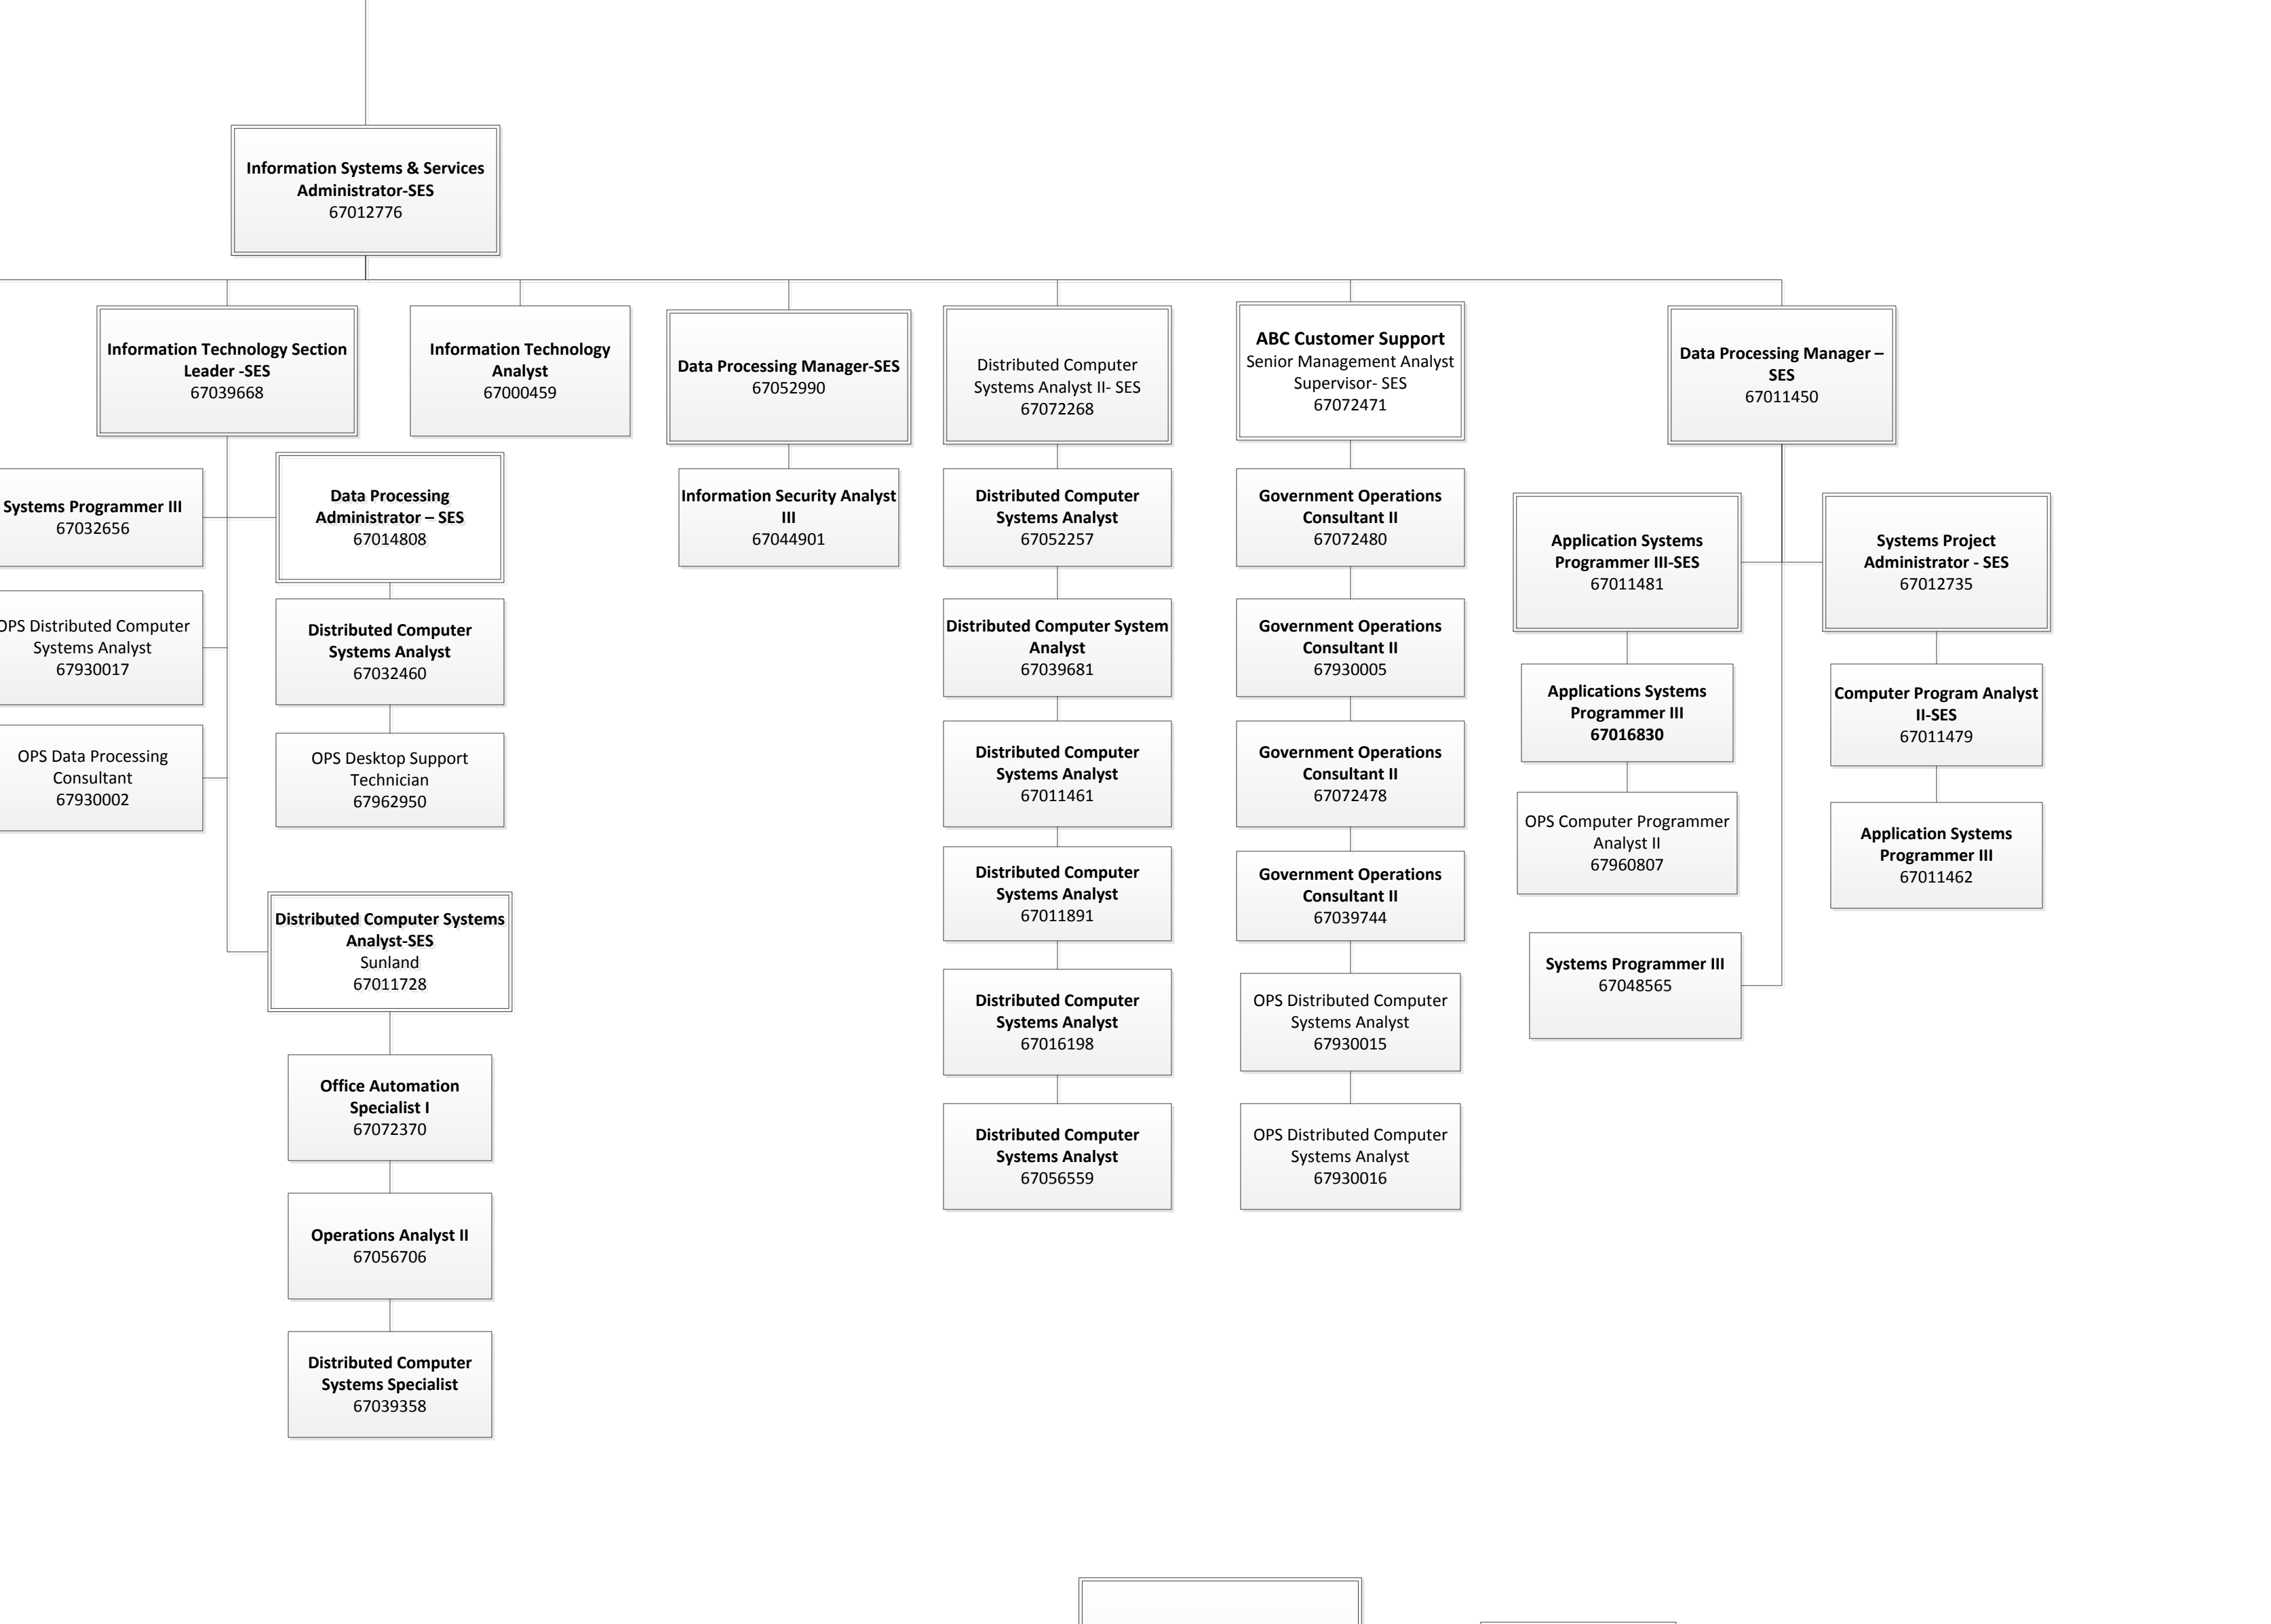 Information Systems & Services
Administrator-SES
67012776
Information Technology Section
Leader -SES
67039668
Information Technology
Analyst
67000459
Data Processing Manager-SES
67052990
Distributed Computer
Systems Analyst II- SES
67072268
ABC Customer Support
Senior Management Analyst
Supervisor- SES
67072471
Data Processing Manager –
SES
67011450
Systems Programmer III
67032656
OPS Distributed Computer
Systems Analyst
67930017
OPS Data Processing
Consultant
67930002
Data Processing
Administrator – SES
67014808
Distributed Computer
Systems Analyst
67032460
OPS Desktop Support
Technician
67962950
Distributed Computer Systems
Analyst-SES
Sunland
67011728
Office Automation
Specialist I
67072370
Operations Analyst II
67056706
Distributed Computer
Systems Specialist
67039358
Information Security Analyst
III
67044901
Distributed Computer
Systems Analyst
67052257
Distributed Computer System
Analyst
67039681
Distributed Computer
Systems Analyst
67011461
Distributed Computer
Systems Analyst
67011891
Distributed Computer
Systems Analyst
67016198
Distributed Computer
Systems Analyst
67056559
Government Operations
Consultant II
67072480
Government Operations
Consultant II
67930005
Government Operations
Consultant II
67072478
Government Operations
Consultant II
67039744
OPS Distributed Computer
Systems Analyst
67930015
OPS Distributed Computer
Systems Analyst
67930016
Application Systems
Programmer III-SES
67011481
Applications Systems
Programmer III
67016830
OPS Computer Programmer
Analyst II
67960807
Systems Programmer III
67048565
Systems Project
Administrator - SES
67012735
Computer Program Analyst
II-SES
67011479
Application Systems
Programmer III
67011462